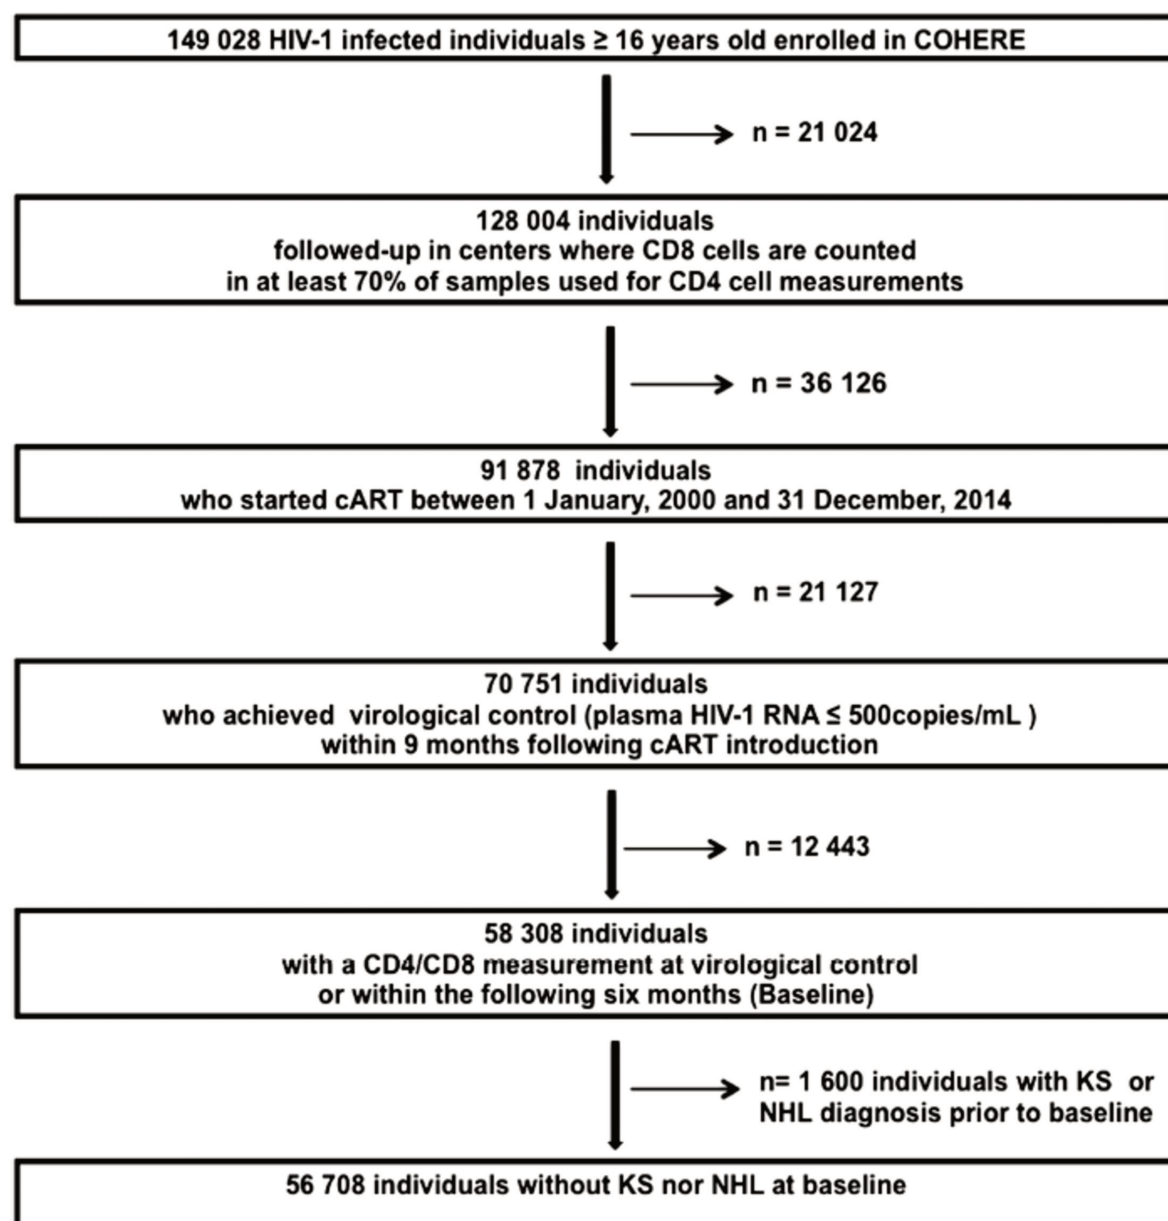 149 028 HIV-1 infected individuals ≥ 16 years old enrolled in COHERE
n = 21 024
128 004 individuals
followed-up in centers where CD8 cells are counted
in at least 70% of samples used for CD4 cell measurements
n = 36 126
91 878 individuals
who started cART between 1 January, 2000 and 31 December, 2014
n = 21 127
70 751 individuals
who achieved virological control (plasma HIV-1 RNA ≤ 500copies/mL )
within 9 months following cART introduction
n = 12 443
58 308 individuals
with a CD4/CD8 measurement at virological control
or within the following six months (Baseline)
n= 1 600 individuals with KS or
NHL diagnosis prior to baseline
56 708 individuals without KS nor NHL at baseline